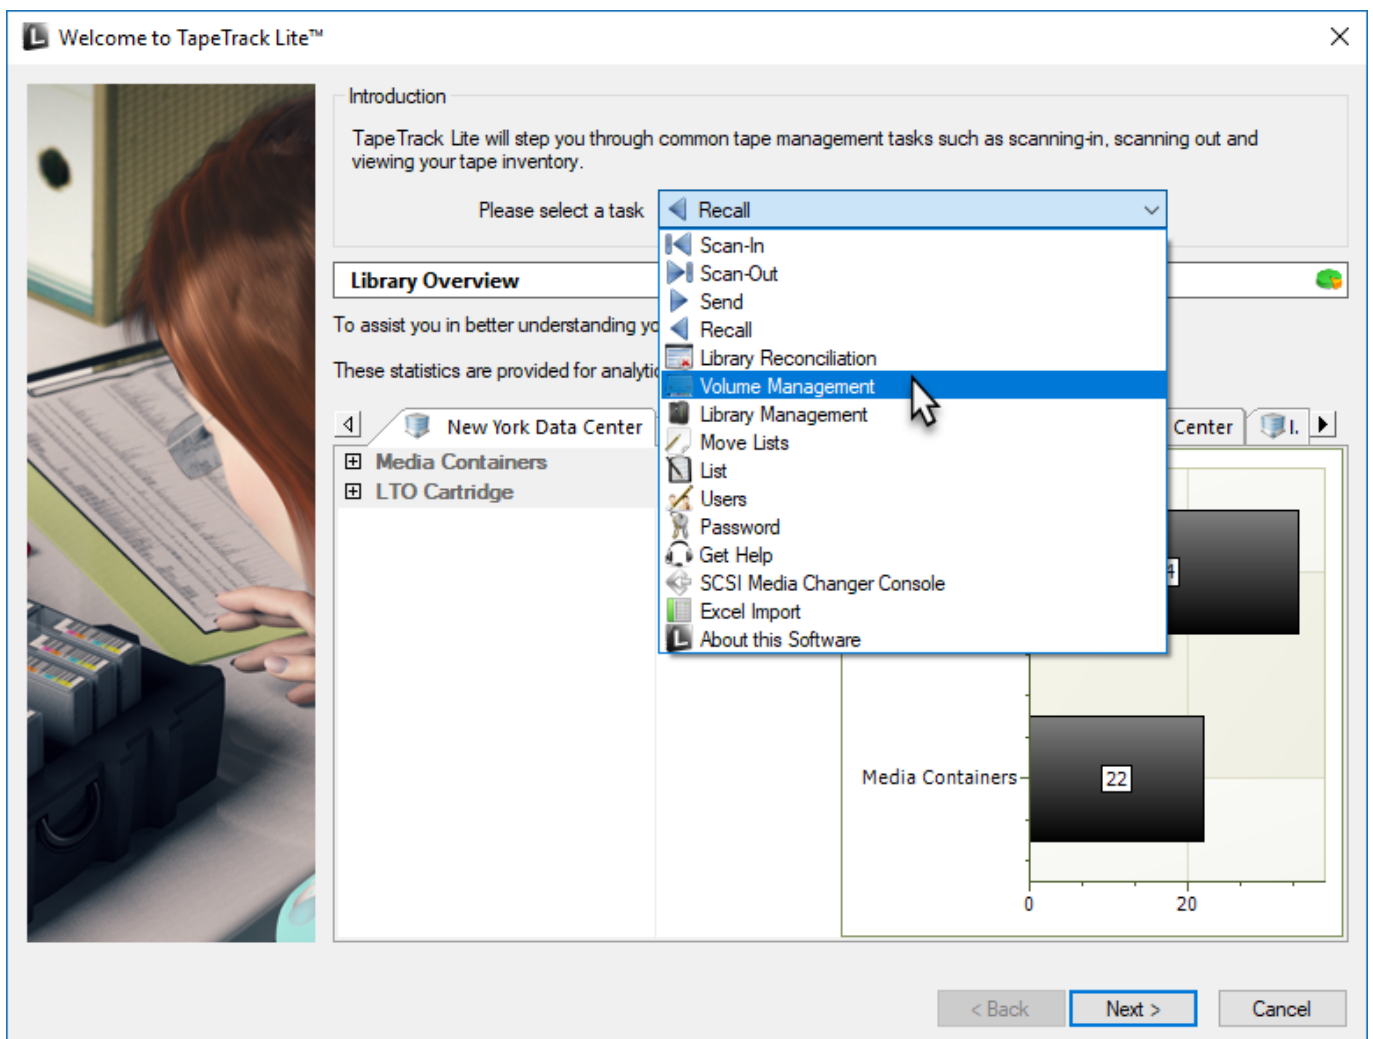 Welcome to TapeTrack Lite™
Introduction
TapeTrack Lite will step you through common tape management tasks such as scanning-in, scanning out and
viewing your tape inventory.
Please select a task
Recall
Scan-In
Scan-Out
Send
Recall
Library Reconciliation
Volume Management
Library Management
Move Lists
List
Users
Password
Get Help
SCSI Media Changer Console
Excel Import
About this Software
Library Overview
To assist you in better understanding
These statistics are provided for
New York Data Center
Center
I.
Media Containers
LTO Cartridge
4
Media Containers
22
0
20
< Back
Next >
Cancel